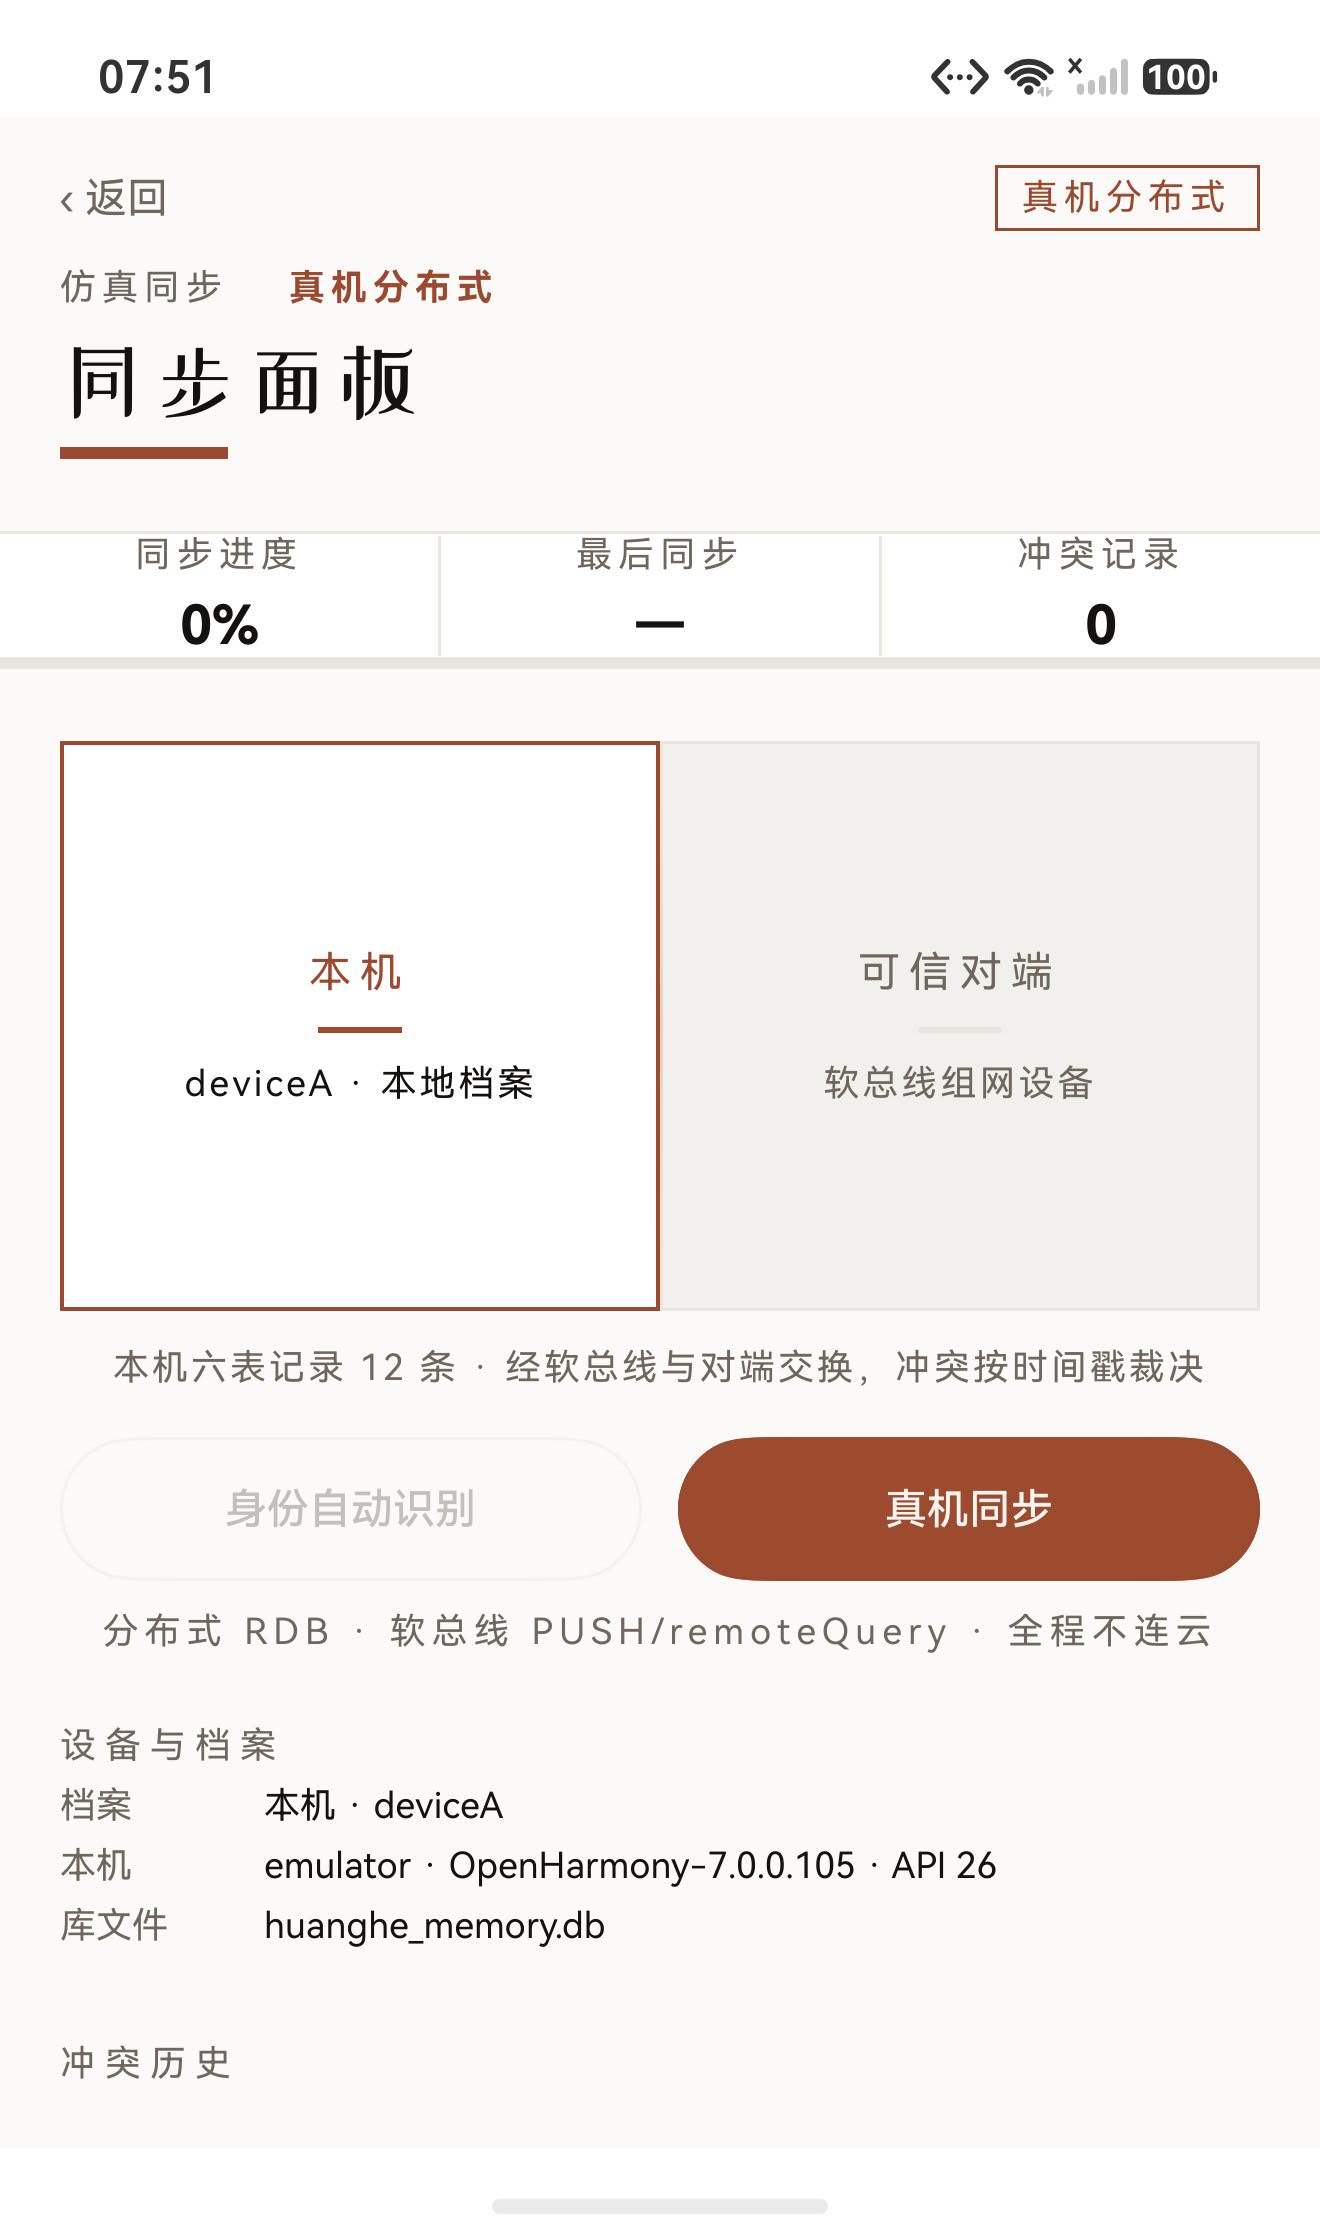 07:51
100
‹ 返回
真机分布式
仿真同步 真机分布式
同步面板
同步进度 最后同步 冲突记录
0% — 0
本机 可信对端
deviceA · 本地档案 软总线组网设备
本机六表记录 12 条 · 经软总线与对端交换，冲突按时间戳裁决
身份自动识别 真机同步
分布式 RDB · 软总线 PUSH/remoteQuery · 全程不连云
设备与档案
档案 本机 · deviceA
本机 emulator · OpenHarmony-7.0.0.105 · API 26
库文件 huanghe_memory.db
冲突历史